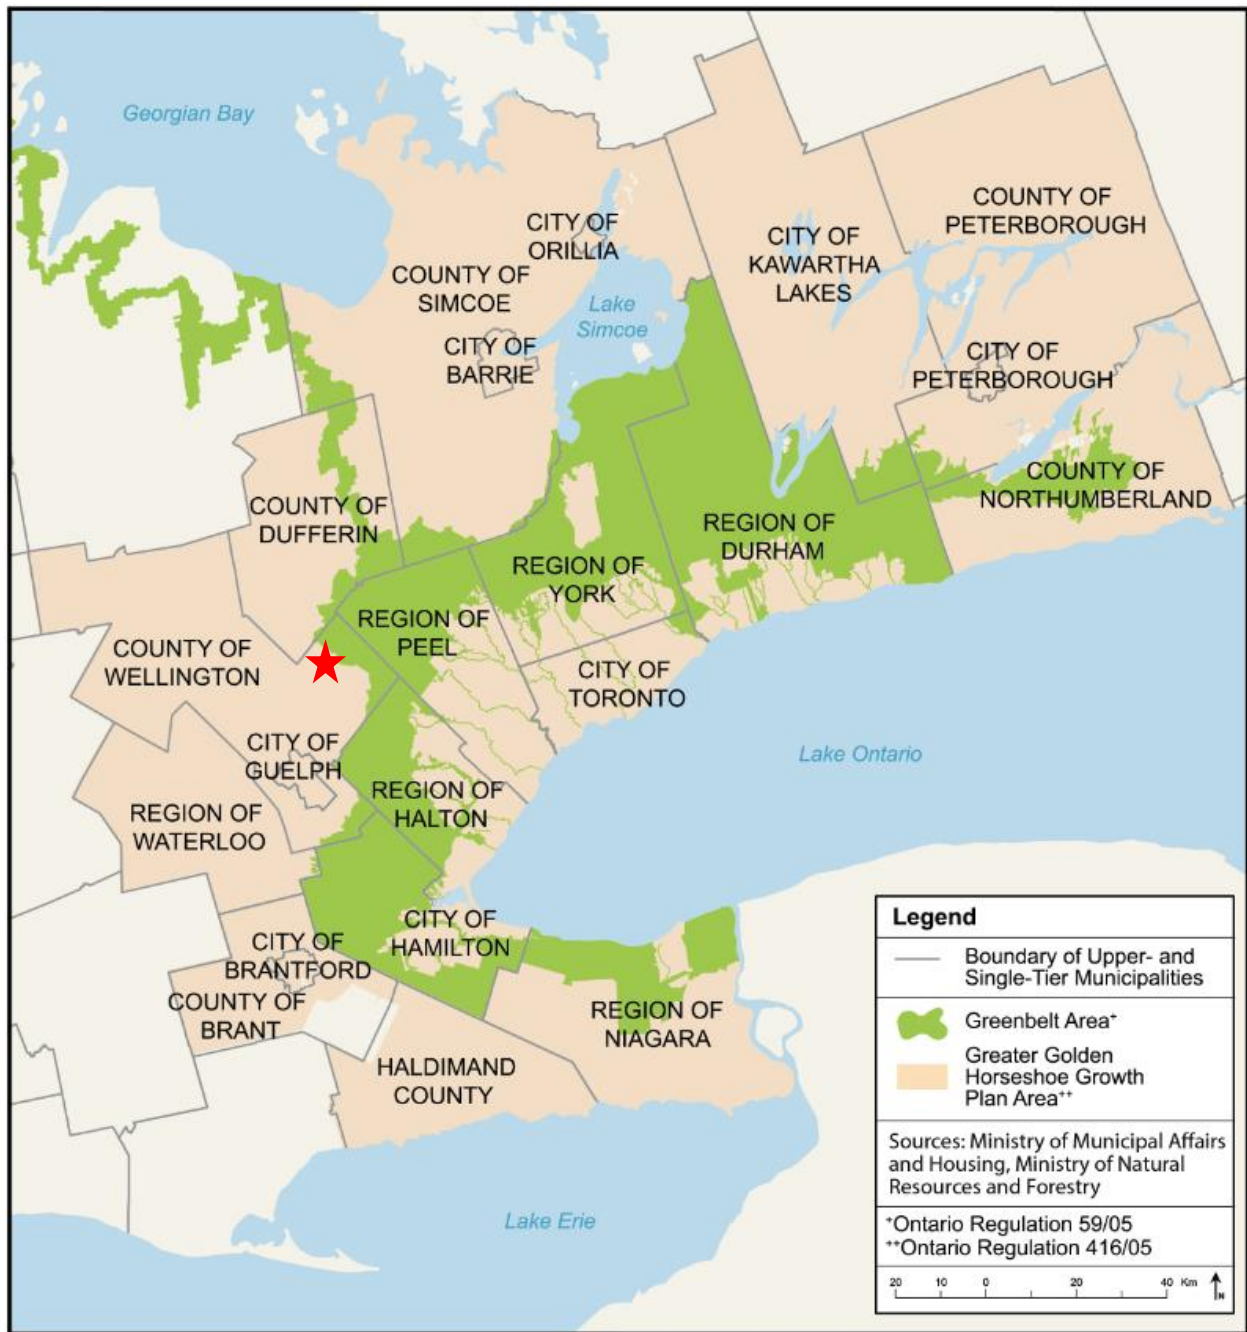 Georgian Bay
CITY OF
ORILLIA
COUNTY OF
SIMCOE
Lake
Simcoe
CITY OF
BARRIE
CITY OF
KAWARTHA
LAKES
COUNTY OF
PETERBOROUGH
CITY OF
PETERBOROUGH
COUNTY OF
NORTHUMBERLAND
COUNTY OF
DUFFERIN
REGION OF
DURHAM
REGION OF
YORK
REGION OF
PEEL
COUNTY OF
WELLINGTON
CITY OF
TORONTO
CITY OF
GUELPH
Lake Ontario
REGION OF
HALTON
REGION OF
WATERLOO
CITY OF
HAMILTON
CITY OF
BRANTFORD
COUNTY OF
BRANT
REGION OF
NIAGARA
HALDIMAND
COUNTY
Lake Erie
Legend
Boundary of Upper- and
Single-Tier Municipalities
Greenbelt Area+
Greater Golden
Horseshoe Growth
Plan Area++
Sources: Ministry of Municipal Affairs
and Housing, Ministry of Natural
Resources and Forestry
+Ontario Regulation 59/05
++Ontario Regulation 416/05
20 10 0 20 40 Km
N